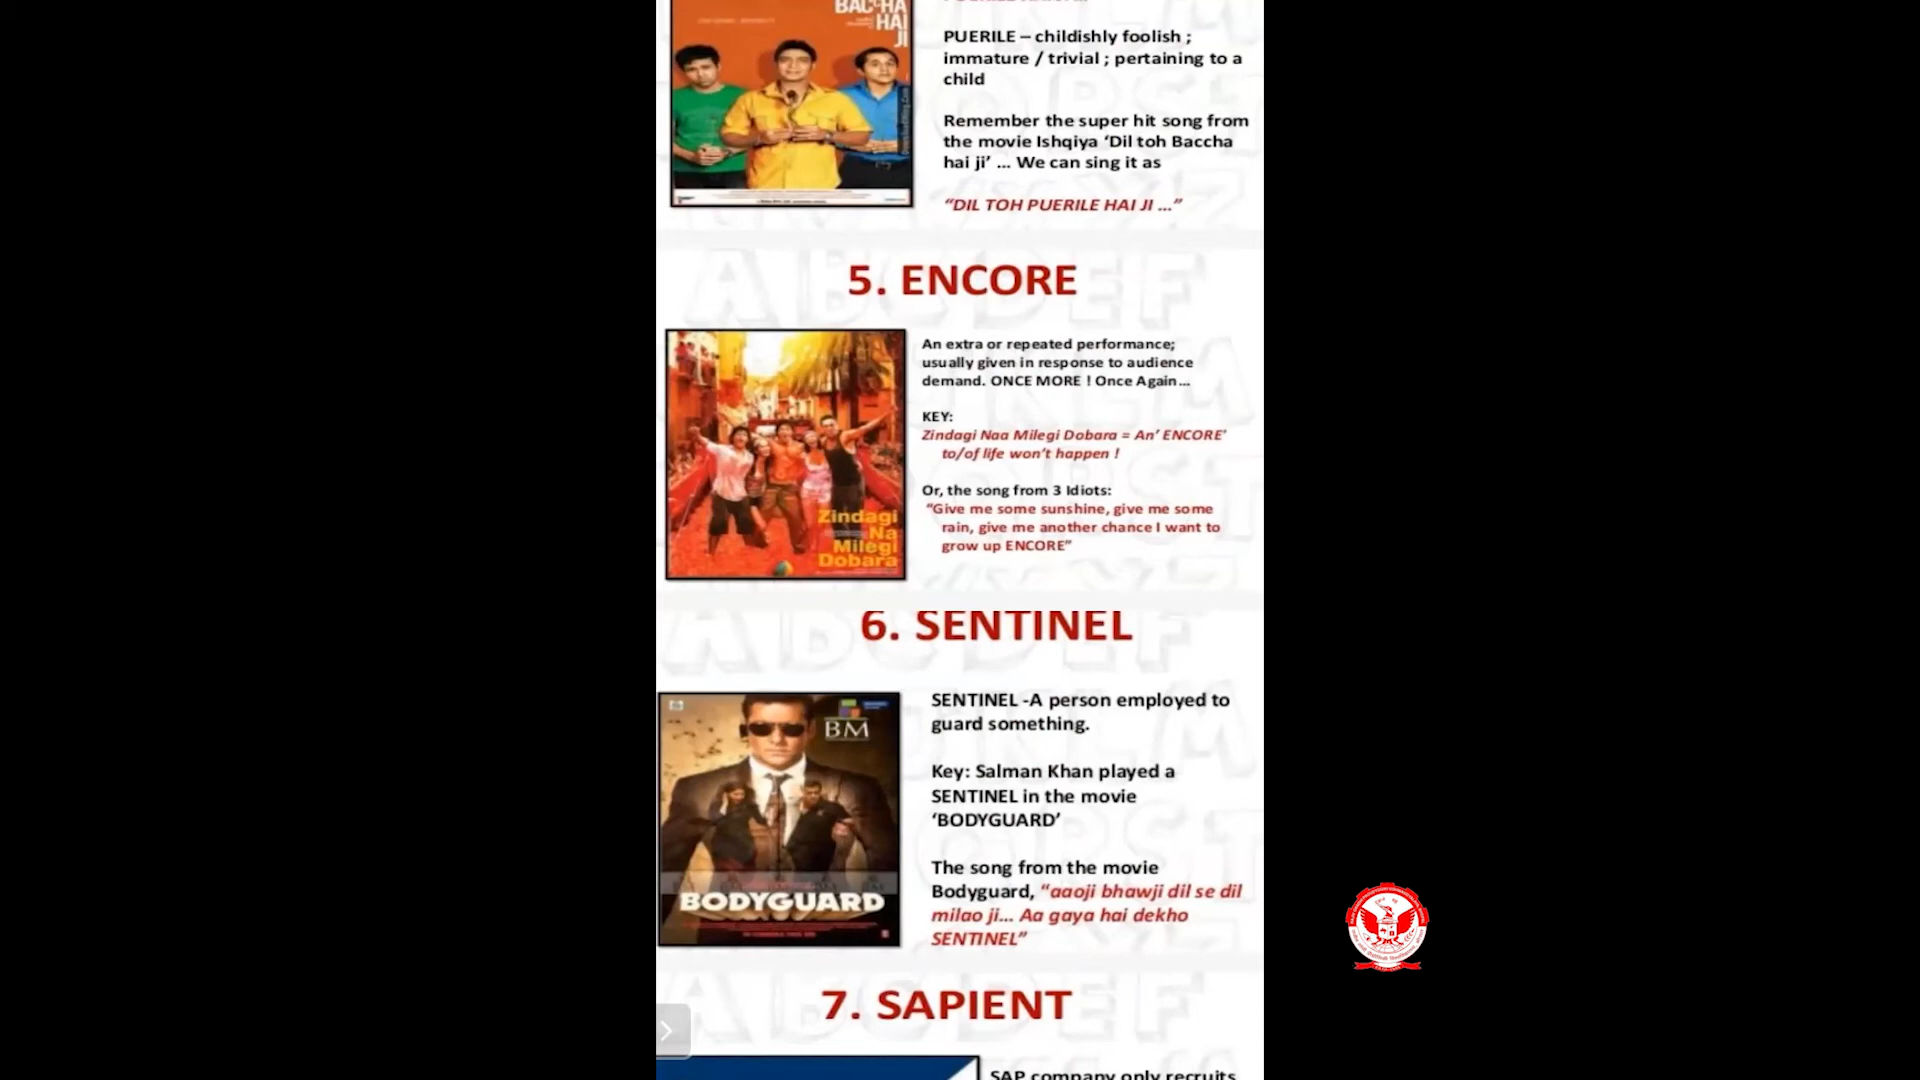 BACCHA
HAI
JI
PUERILE – childishly foolish ;
immature / trivial ; pertaining to a
child
Remember the super hit song from
the movie Ishqiya ‘Dil toh Baccha
hai ji’ ... We can sing it as
“DIL TOH PUERILE HAI JI ...”
5. ENCORE
An extra or repeated performance;
usually given in response to audience
demand. ONCE MORE ! Once Again...
KEY:
Zindagi Naa Milegi Dobara = An’ ENCORE'
to/of life won’t happen !
Or, the song from 3 Idiots:
“Give me some sunshine, give me some
rain, give me another chance I want to
grow up ENCORE”
Zindagi
Na
Milegi
Dobara
6. SENTINEL
BM
BODYGUARD
SENTINEL -A person employed to
guard something.
Key: Salman Khan played a
SENTINEL in the movie
‘BODYGUARD’
The song from the movie
Bodyguard, “aaoji bhawji dil se dil
milao ji... Aa gaya hai dekho
SENTINEL”
7. SAPIENT
SAP company only recruits